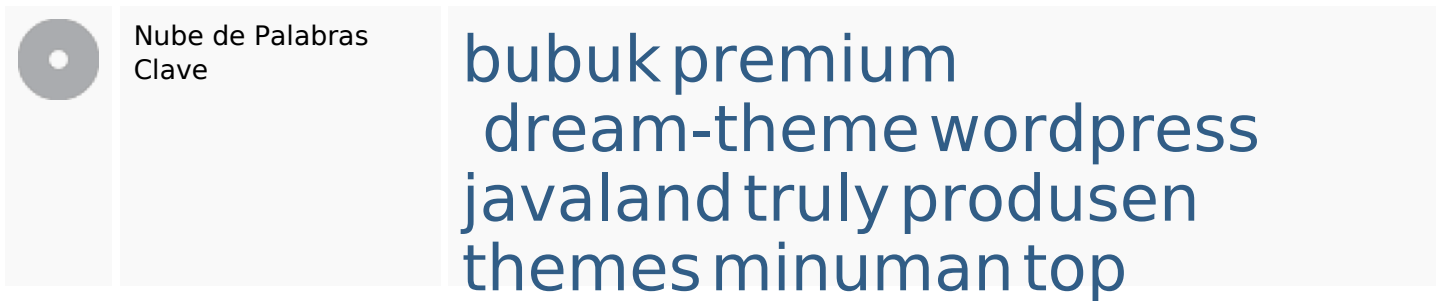 Nube de Palabras
Clave
bubuk premium
dream-theme wordpress
javaland truly produsen
themes minuman top